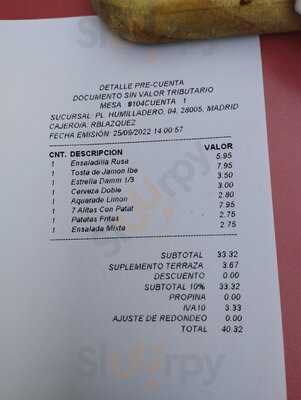 DETALLE PRE-CUENTA
DOCUMENTO SIN VALOR TRIBUTARIO
MESA #104CUENTA 1
SUCURSAL: PL. HUMILLADERO, 04, 28005, MADRID
CAJERO/A: RBLAZQUEZ
FECHA EMISIÓN: 25/09/2022 14:00:57
CNT. DESCRIPCION VALOR
1 Ensaladilla Rusa 5.95
1 Tosta de Jamon Ibe 7.95
1 Estrella Damm 1/3 3.50
1 Cerveza Doble 3.00
1 Aquarade Limon 2.80
1 7 Alitas Con Patat 7.95
1 Patatas Fritas 2.75
1 Ensalada Mixta 2.75
SUBTOTAL 33.32
SUPLEMENTO TERRAZA 3.67
DESCUENTO 0.00
SUBTOTAL 10% 33.32
PROPINA 0.00
IVA10 3.33
AJUSTE DE REDONDEO 0.00
TOTAL 40.32
Sluurpy
Sluurpy
Sluurpy